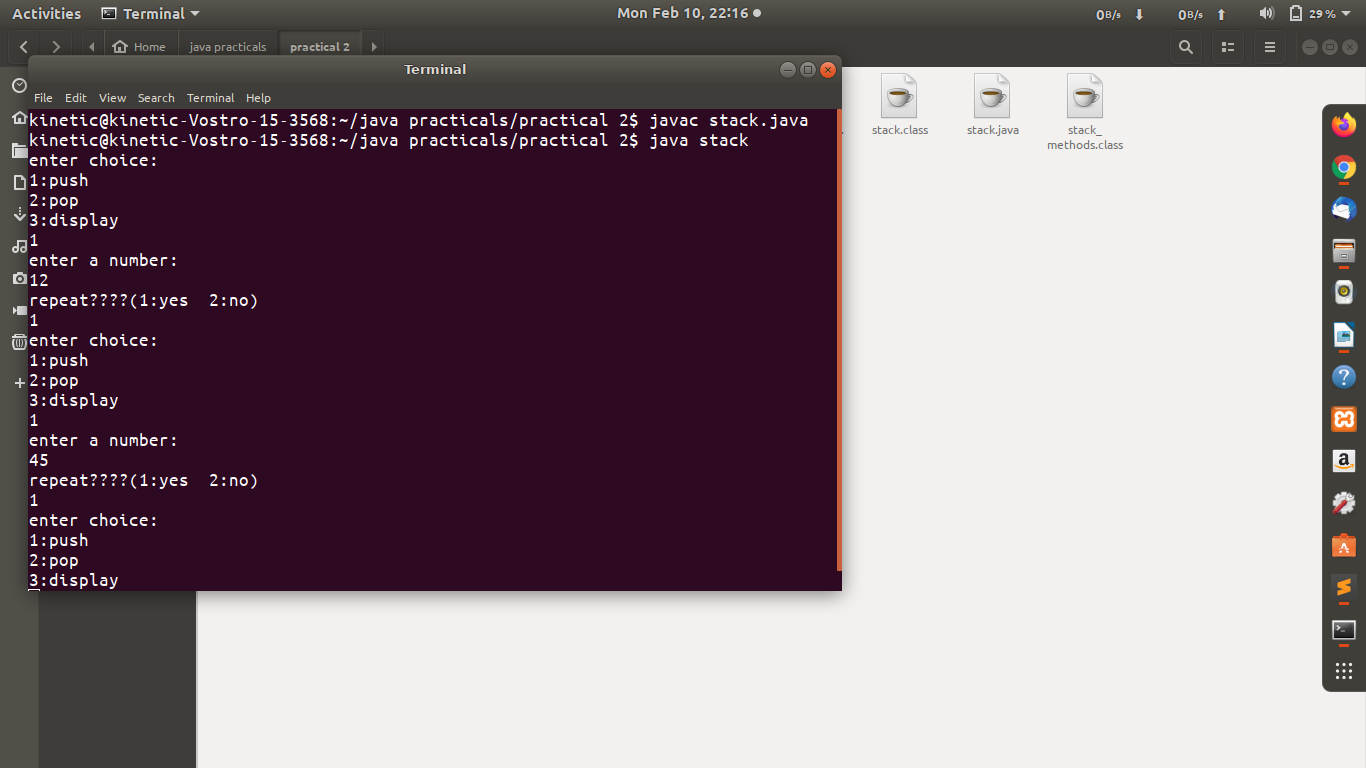 Activities Terminal Mon Feb 10, 22:16 0B/s 0B/s 29 %
Home java practicals practical 2
Terminal
File Edit View Search Terminal Help
kinetic@kinetic-Vostro-15-3568:~/java practicals/practical 2$ javac stack.java
kinetic@kinetic-Vostro-15-3568:~/java practicals/practical 2$ java stack
enter choice:
1:push
2:pop
3:display
1
enter a number:
12
repeat????(1:yes  2:no)
1
enter choice:
1:push
2:pop
3:display
1
enter a number:
45
repeat????(1:yes  2:no)
1
enter choice:
1:push
2:pop
3:display
stack.class
stack.java
stack_
methods.class